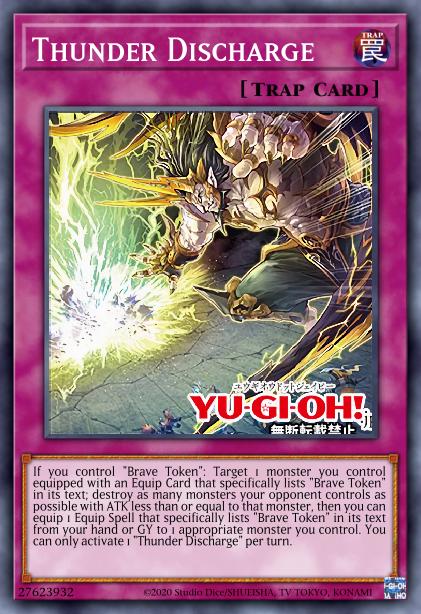 Thunder Discharge
TRAP
罠
[Trap Card]
YU-GI-OH!
無断転載禁止
If you control "Brave Token": Target 1 monster you control
equipped with an Equip Card that specifically lists "Brave Token"
in its text; destroy as many monsters your opponent controls as
possible with ATK less than or equal to that monster, then you can
equip 1 Equip Spell that specifically lists "Brave Token" in its text
from your hand or GY to 1 appropriate monster you control. You
can only activate 1 "Thunder Discharge" per turn.
27623932
©2020 Studio Dice/SHUEISHA, TV TOKYO, KONAMI